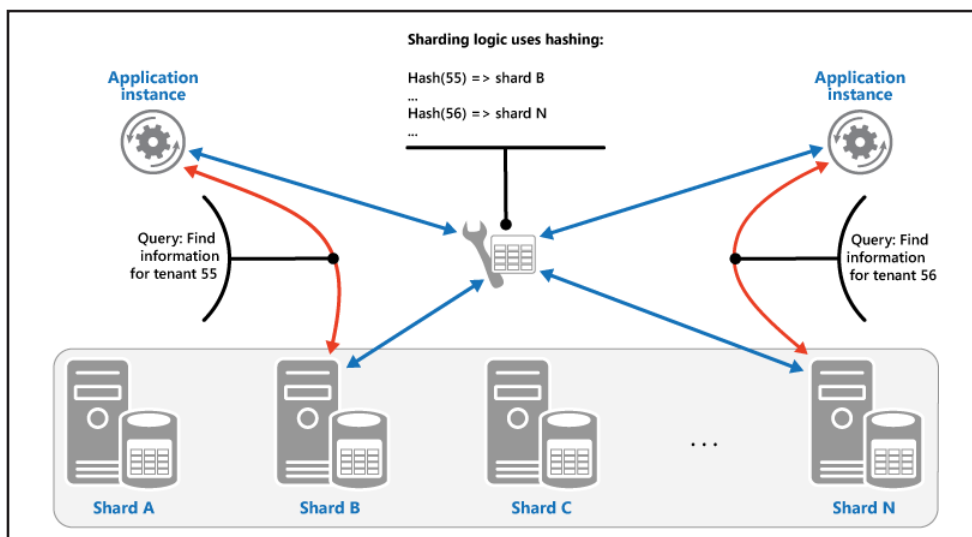 Sharding logic uses hashing:
Hash(55) => shard B
...
Hash(56) => shard N
...
Application
instance
Application
instance
Query: Find
information
for tenant 55
Query: Find
information
for tenant 56
...
Shard A
Shard B
Shard C
Shard N